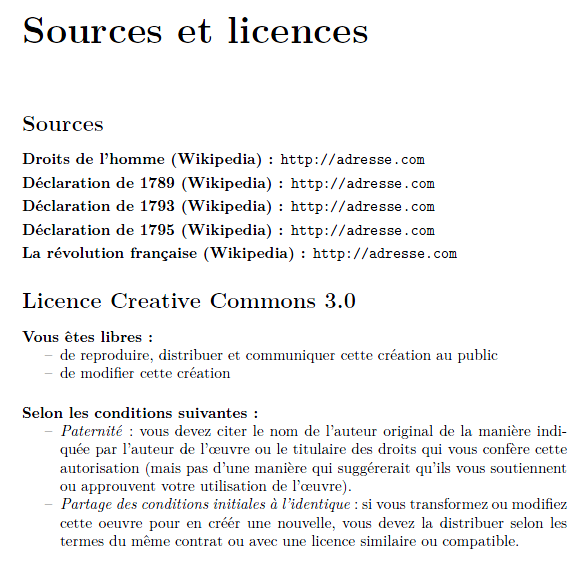 Sources et licences
Sources
Droits de l'homme (Wikipedia) : http://adresse.com
Déclaration de 1789 (Wikipedia) : http://adresse.com
Déclaration de 1793 (Wikipedia) : http://adresse.com
Déclaration de 1795 (Wikipedia) : http://adresse.com
La révolution française (Wikipedia) : http://adresse.com
Licence Creative Commons 3.0
Vous êtes libres :
– de reproduire, distribuer et communiquer cette création au public
– de modifier cette création
Selon les conditions suivantes :
– Paternité : vous devez citer le nom de l'auteur original de la manière indi-
quée par l'auteur de l'œuvre ou le titulaire des droits qui vous confère cette
autorisation (mais pas d'une manière qui suggérerait qu'ils vous soutiennent
ou approuvent votre utilisation de l'œuvre).
– Partage des conditions initiales à l'identique : si vous transformez ou modifiez
cette oeuvre pour en créér une nouvelle, vous devez la distribuer selon les
termes du même contrat ou avec une licence similaire ou compatible.